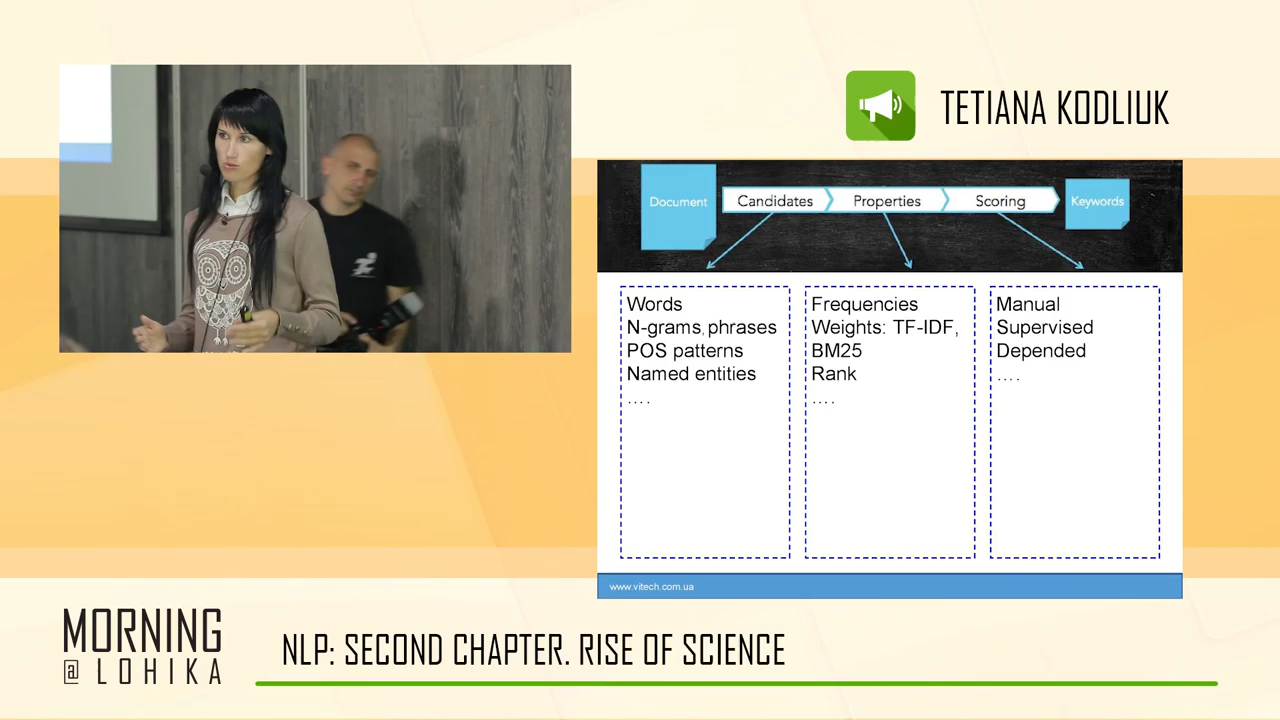 TETIANA KODLIUK
Document
Candidates
Properties
Scoring
Keywords
Words
N-grams, phrases
POS patterns
Named entities
....
Frequencies
Weights: TF-IDF,
BM25
Rank
....
Manual
Supervised
Depended
....
www.vitech.com.ua
MORNING
@ LOHIKA
NLP: SECOND CHAPTER. RISE OF SCIENCE